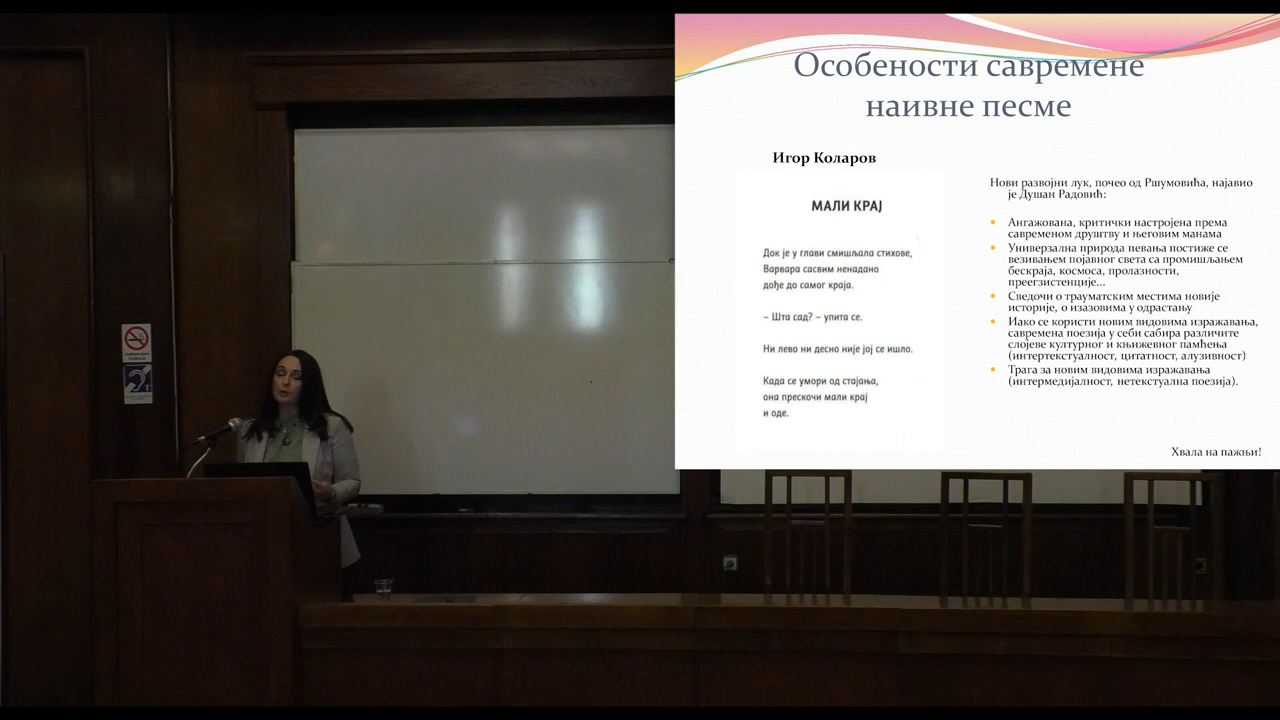 Особености савремене
наивне песме
Игор Коларов
МАЛИ КРАЈ
Док је у глави смишљала стихове,
Варвара сасвим ненадано
дође до самог краја.
– Шта сад? – упита се.
Ни лево ни десно није јој се ишло.
Када се умори од стајања,
она прескочи мали крај
и оде.
Нови развојни лук, почео од Ршумовића, најавио
је Душан Радовић:
• Ангажована, критички настројена према
савременом друштву и његовим манама
• Универзална природа певања постиже се
везивањем појавног света са промишљањем
бескраја, космоса, пролазности,
преегзистенције...
• Сведочи о трауматским местима новије
историје, о изазовима у одрастању
• Иако се користи новим видовима изражавања,
савремена поезија у себи сабира различите
слојеве културног и књижевног памћења
(интертекстуалност, цитатност, алузивност)
• Трага за новим видовима изражавања
(интермедијалност, нетекстуална поезија).
Хвала на пажњи!